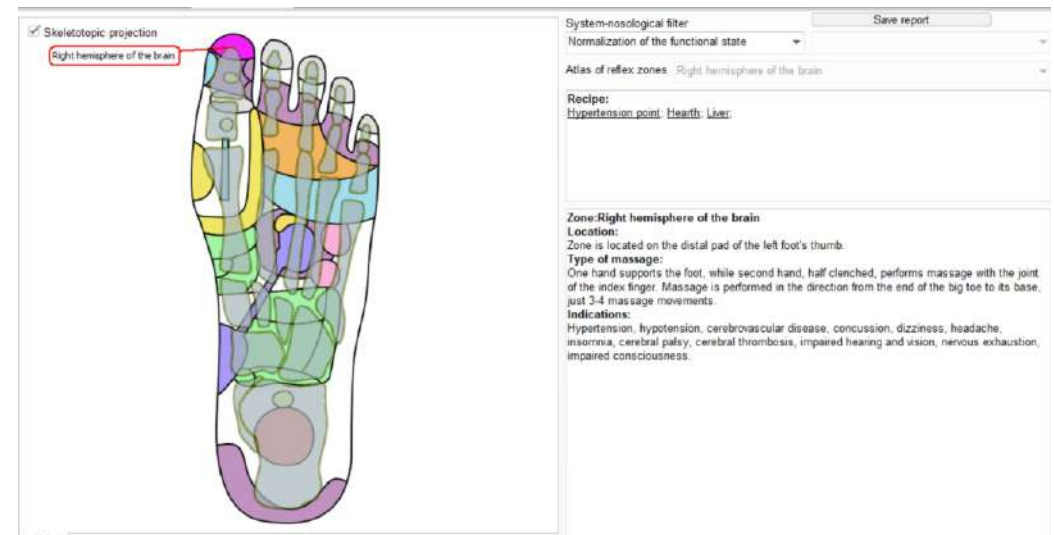 Skeletotopic projection
Right hemisphere of the brain
System-nosological filter
Save report
Normalization of the functional state
Atlas of reflex zones Right hemisphere of the brain
Recipe:
Hypertension point; Hearth; Liver;
Zone:Right hemisphere of the brain
Location:
Zone is located on the distal pad of the left foot's thumb.
Type of massage:
One hand supports the foot, while second hand, half clenched, performs massage with the joint
of the index finger. Massage is performed in the direction from the end of the big toe to its base,
just 3-4 massage movements.
Indications:
Hypertension, hypotension, cerebrovascular disease, concussion, dizziness, headache,
insomnia, cerebral palsy, cerebral thrombosis, impaired hearing and vision, nervous exhaustion,
impaired consciousness.